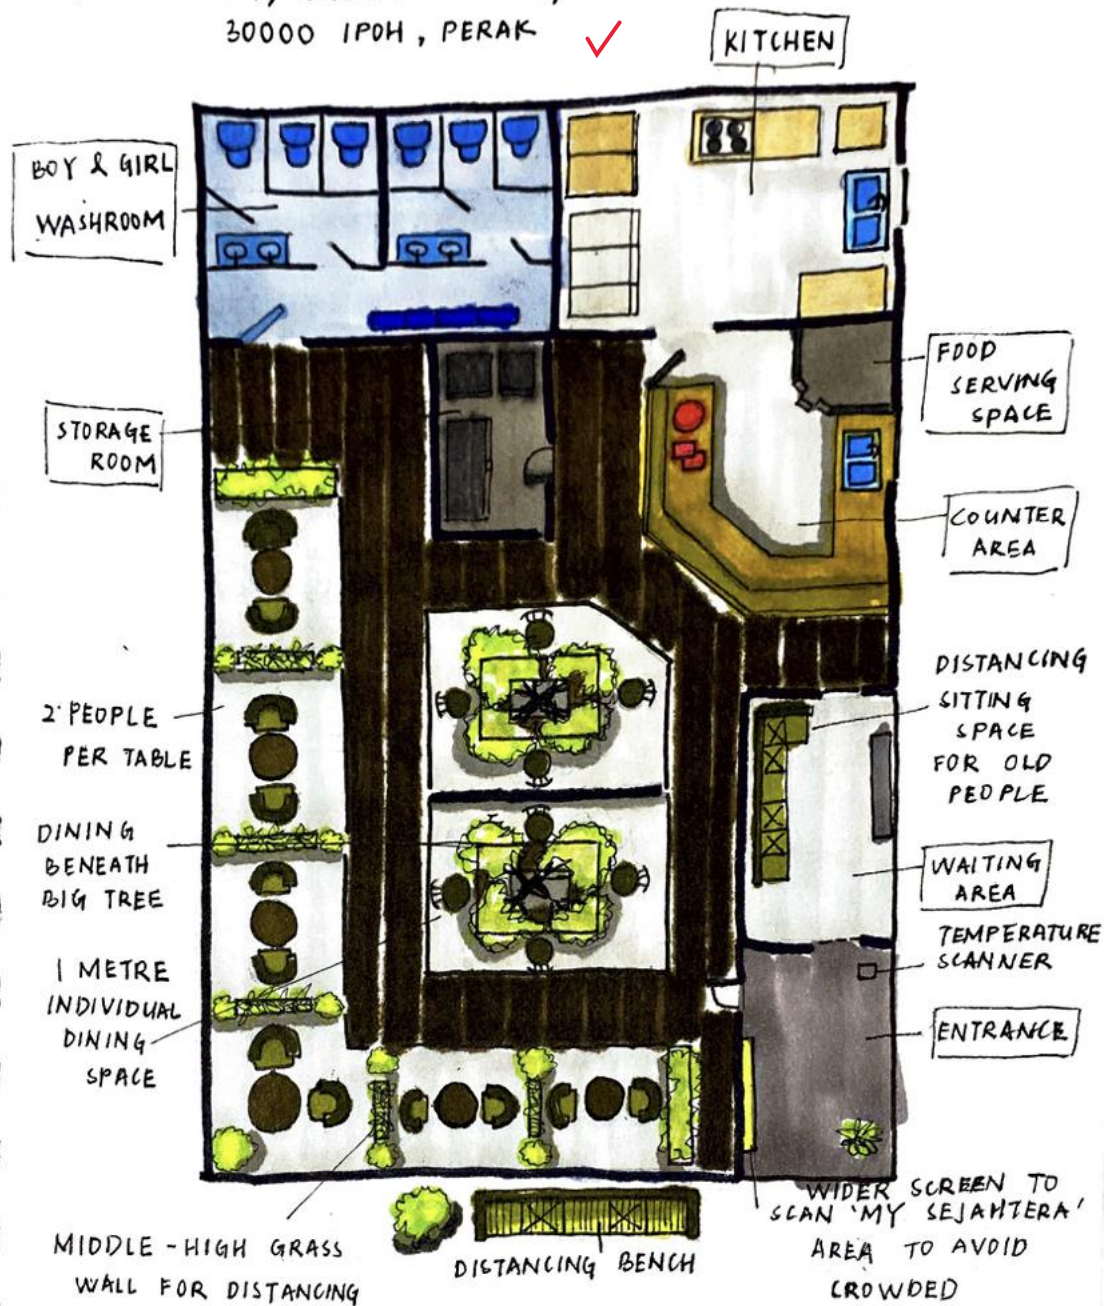 30000 IPOH, PERAK
KITCHEN
BOY & GIRL
WASHROOM
FOOD
SERVING
SPACE
STORAGE
ROOM
COUNTER
AREA
DISTANCING
SITTING
SPACE
FOR OLD
PEOPLE
2 PEOPLE
PER TABLE
DINING
BENEATH
BIG TREE
WAITING
AREA
TEMPERATURE
SCANNER
1 METRE
INDIVIDUAL
DINING
SPACE
ENTRANCE
WIDER SCREEN TO
SCAN 'MY SEJAHTERA'
AREA TO AVOID
CROWDED
MIDDLE-HIGH GRASS
WALL FOR DISTANCING
DISTANCING BENCH